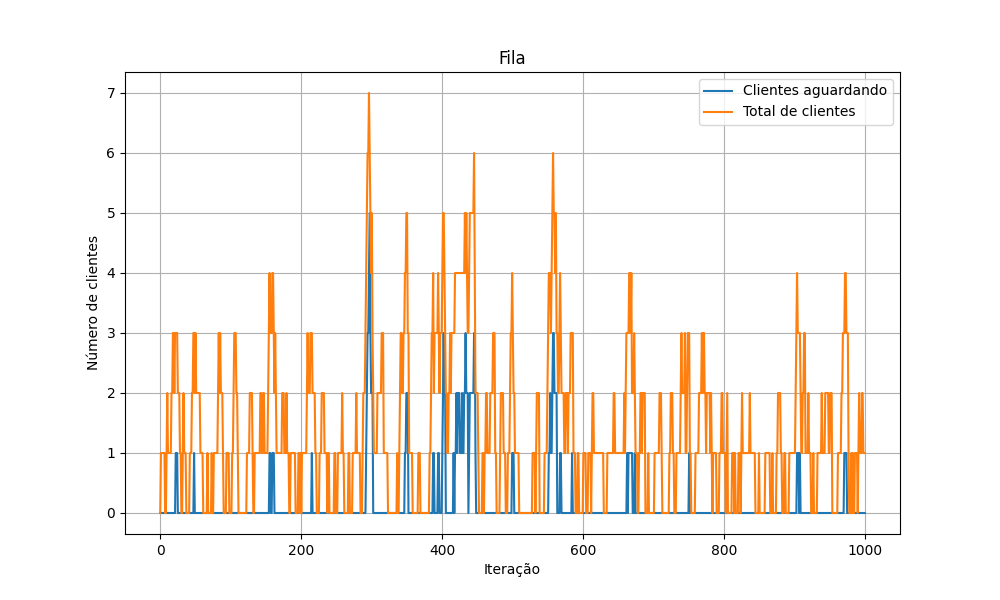 Fila
Clientes aguardando
Total de clientes
Número de clientes
7
6
5
4
3
2
1
0
0 200 400 600 800 1000
Iteração